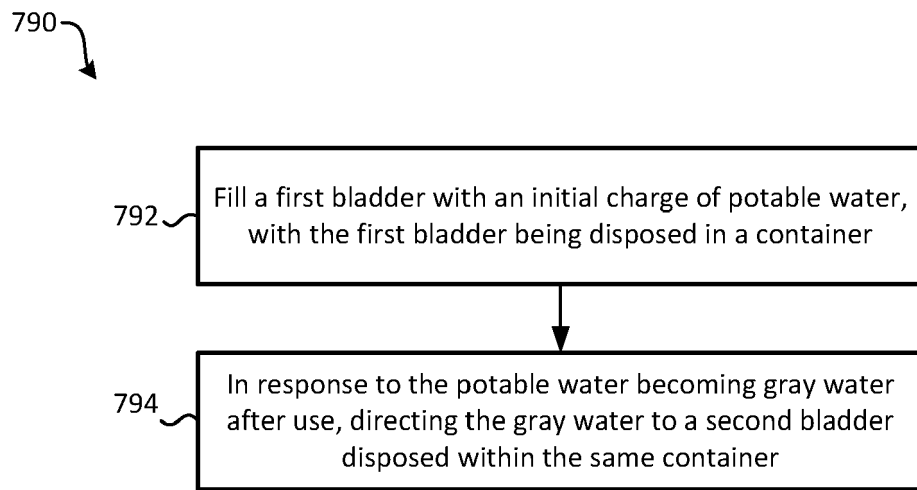 790
792
Fill a first bladder with an initial charge of potable water,
with the first bladder being disposed in a container
794
In response to the potable water becoming gray water
after use, directing the gray water to a second bladder
disposed within the same container